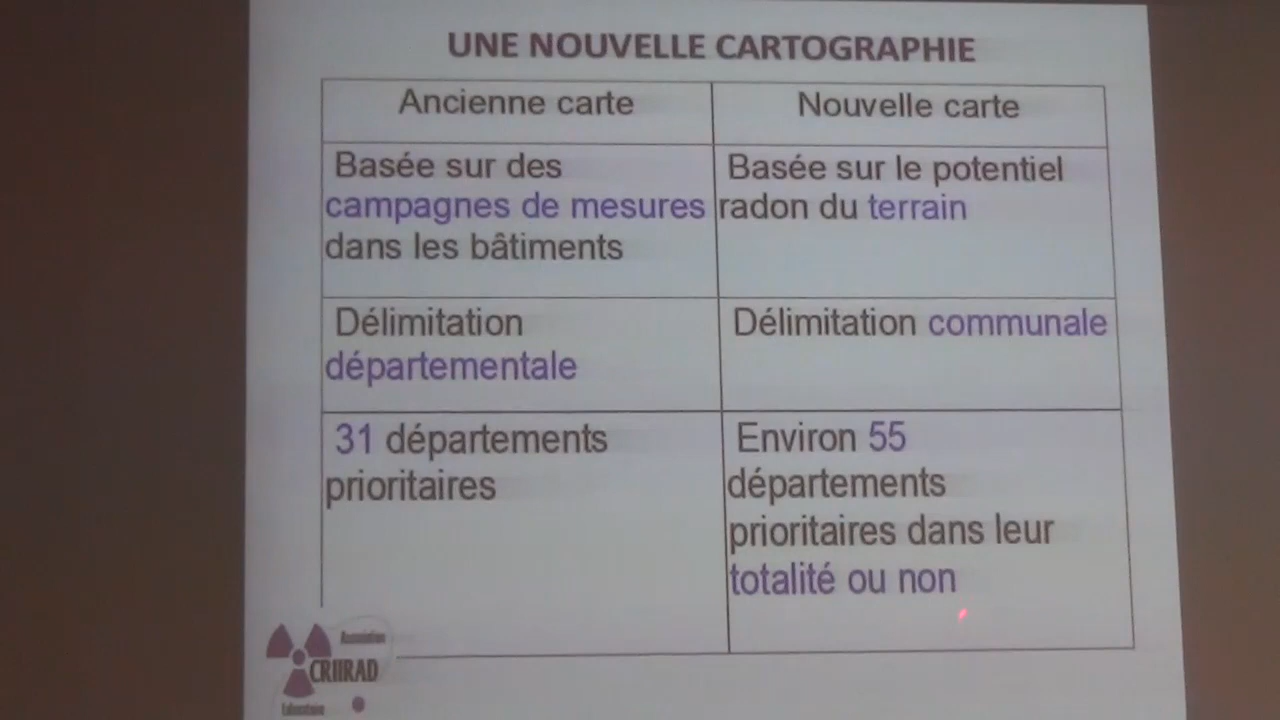 UNE NOUVELLE CARTOGRAPHIE
Ancienne carte
Nouvelle carte
Basée sur des
campagnes de mesures
dans les bâtiments
Basée sur le potentiel
radon du terrain
Délimitation
départementale
Délimitation communale
31 départements
prioritaires
Environ 55
départements
prioritaires dans leur
totalité ou non
Association
CRIIRAD
Laboratoire